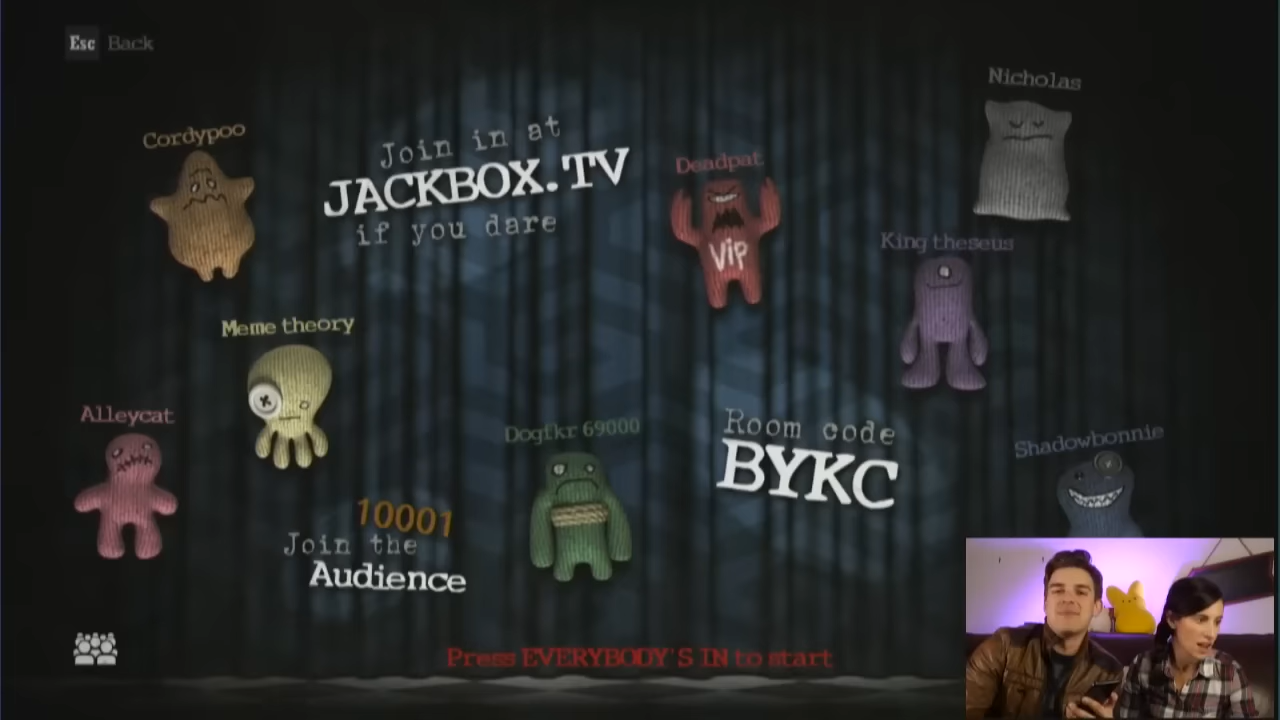 Esc Back
Nicholas
Cordypoo
Join in at
JACKBOX.TV
if you dare
Deadpat
VIP
King theseus
Meme theory
Alleycat
Dogfkr 69000
Room code
BYKC
Shadowbonnie
10001
Join the
Audience
Press EVERYBODY'S IN to start